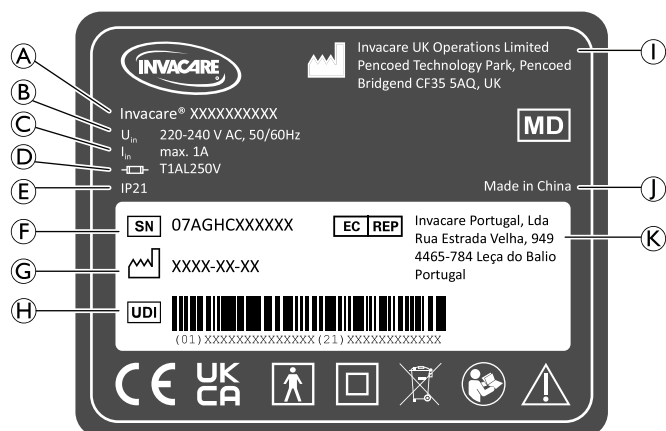 INVACARE
Invacare UK Operations Limited
Pencoed Technology Park, Pencoed
Bridgend CF35 5AQ, UK
A
Invacare® XXXXXXXXXX
B
Uin 220-240 V AC, 50/60Hz
C
Iin max. 1A
D
T1AL250V
E
IP21
MD
Made in China
I
J
F
SN 07AGHCXXXXXX
G
XXXX-XX-XX
H
UDI
(01)XXXXXXXXXXXXXX(21)XXXXXXXXXXXX
EC REP
Invacare Portugal, Lda
Rua Estrada Velha, 949
4465-784 Leça do Balio
Portugal
K
CE
UK
CA